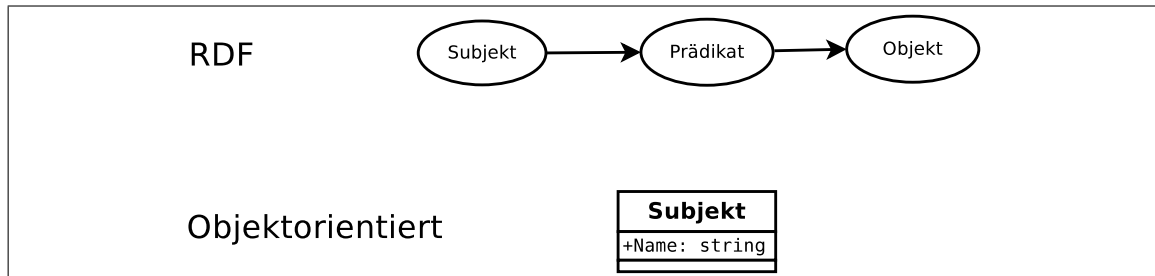 RDF
Subjekt
Prädikat
Objekt
Objektorientiert
Subjekt
+Name: string